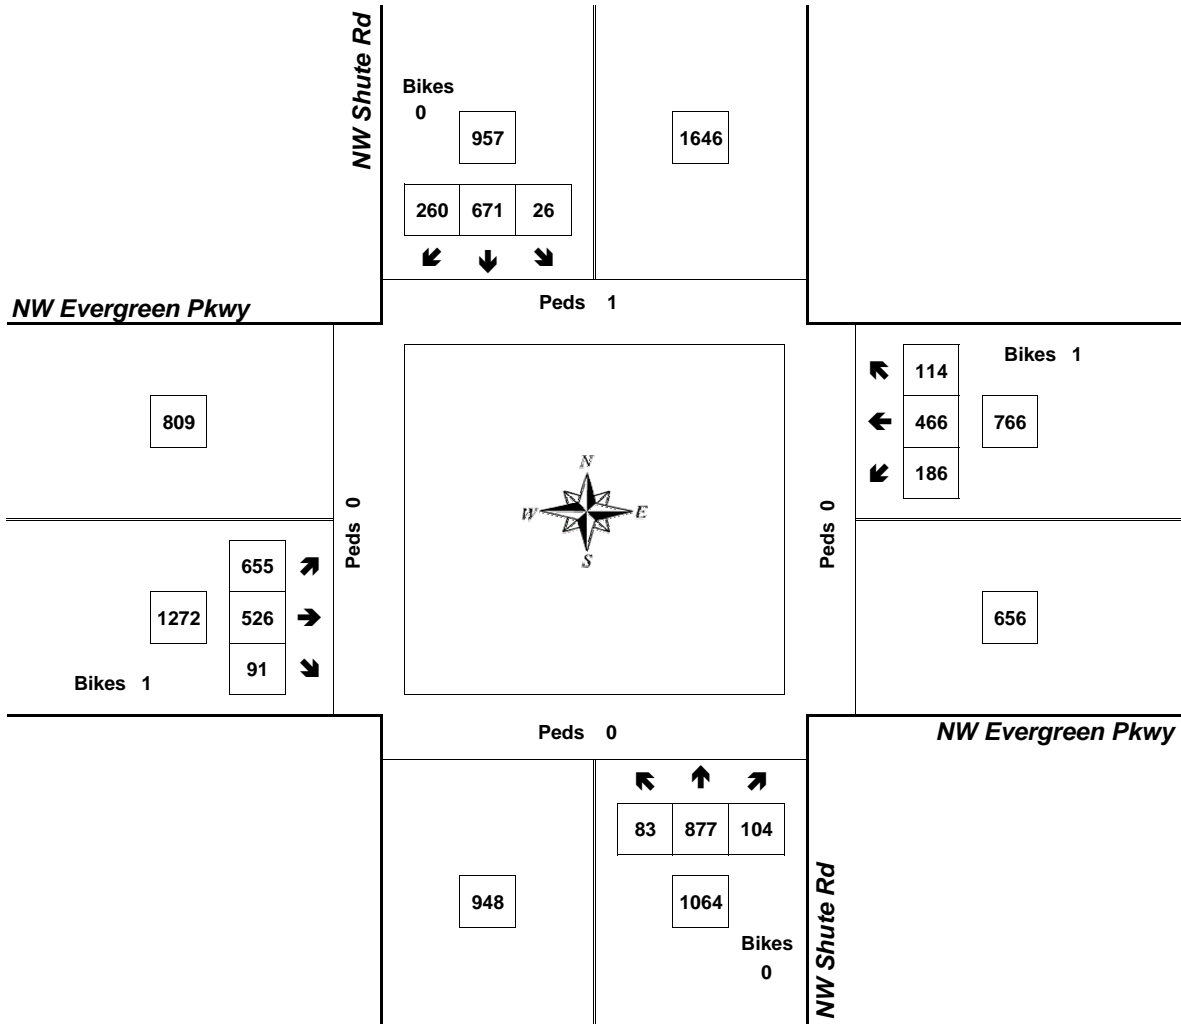 NW Shute Rd
Bikes
0
957
1646
260 671 26
Peds 1
NW Evergreen Pkwy
Bikes 1
114
466
766
186
809
N
W E
S
Peds 0
Peds 0
655
1272
526
91
Bikes 1
656
Peds 0
NW Evergreen Pkwy
83 877 104
948
1064
Bikes
0
NW Shute Rd